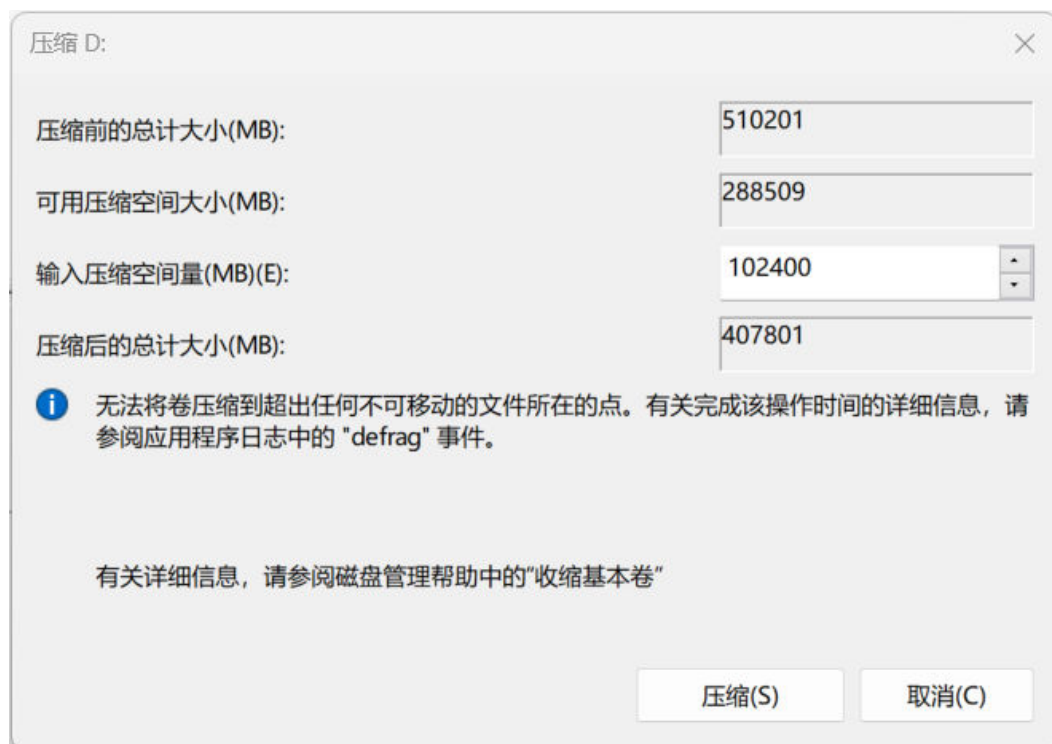 压缩 D:
压缩前的总计大小(MB):
510201
可用压缩空间大小(MB):
288509
输入压缩空间量(MB)(E):
102400
压缩后的总计大小(MB):
407801
无法将卷压缩到超出任何不可移动的文件所在的点。有关完成该操作时间的详细信息，请
参阅应用程序日志中的 "defrag" 事件。
有关详细信息，请参阅磁盘管理帮助中的"收缩基本卷"
压缩(S)
取消(C)